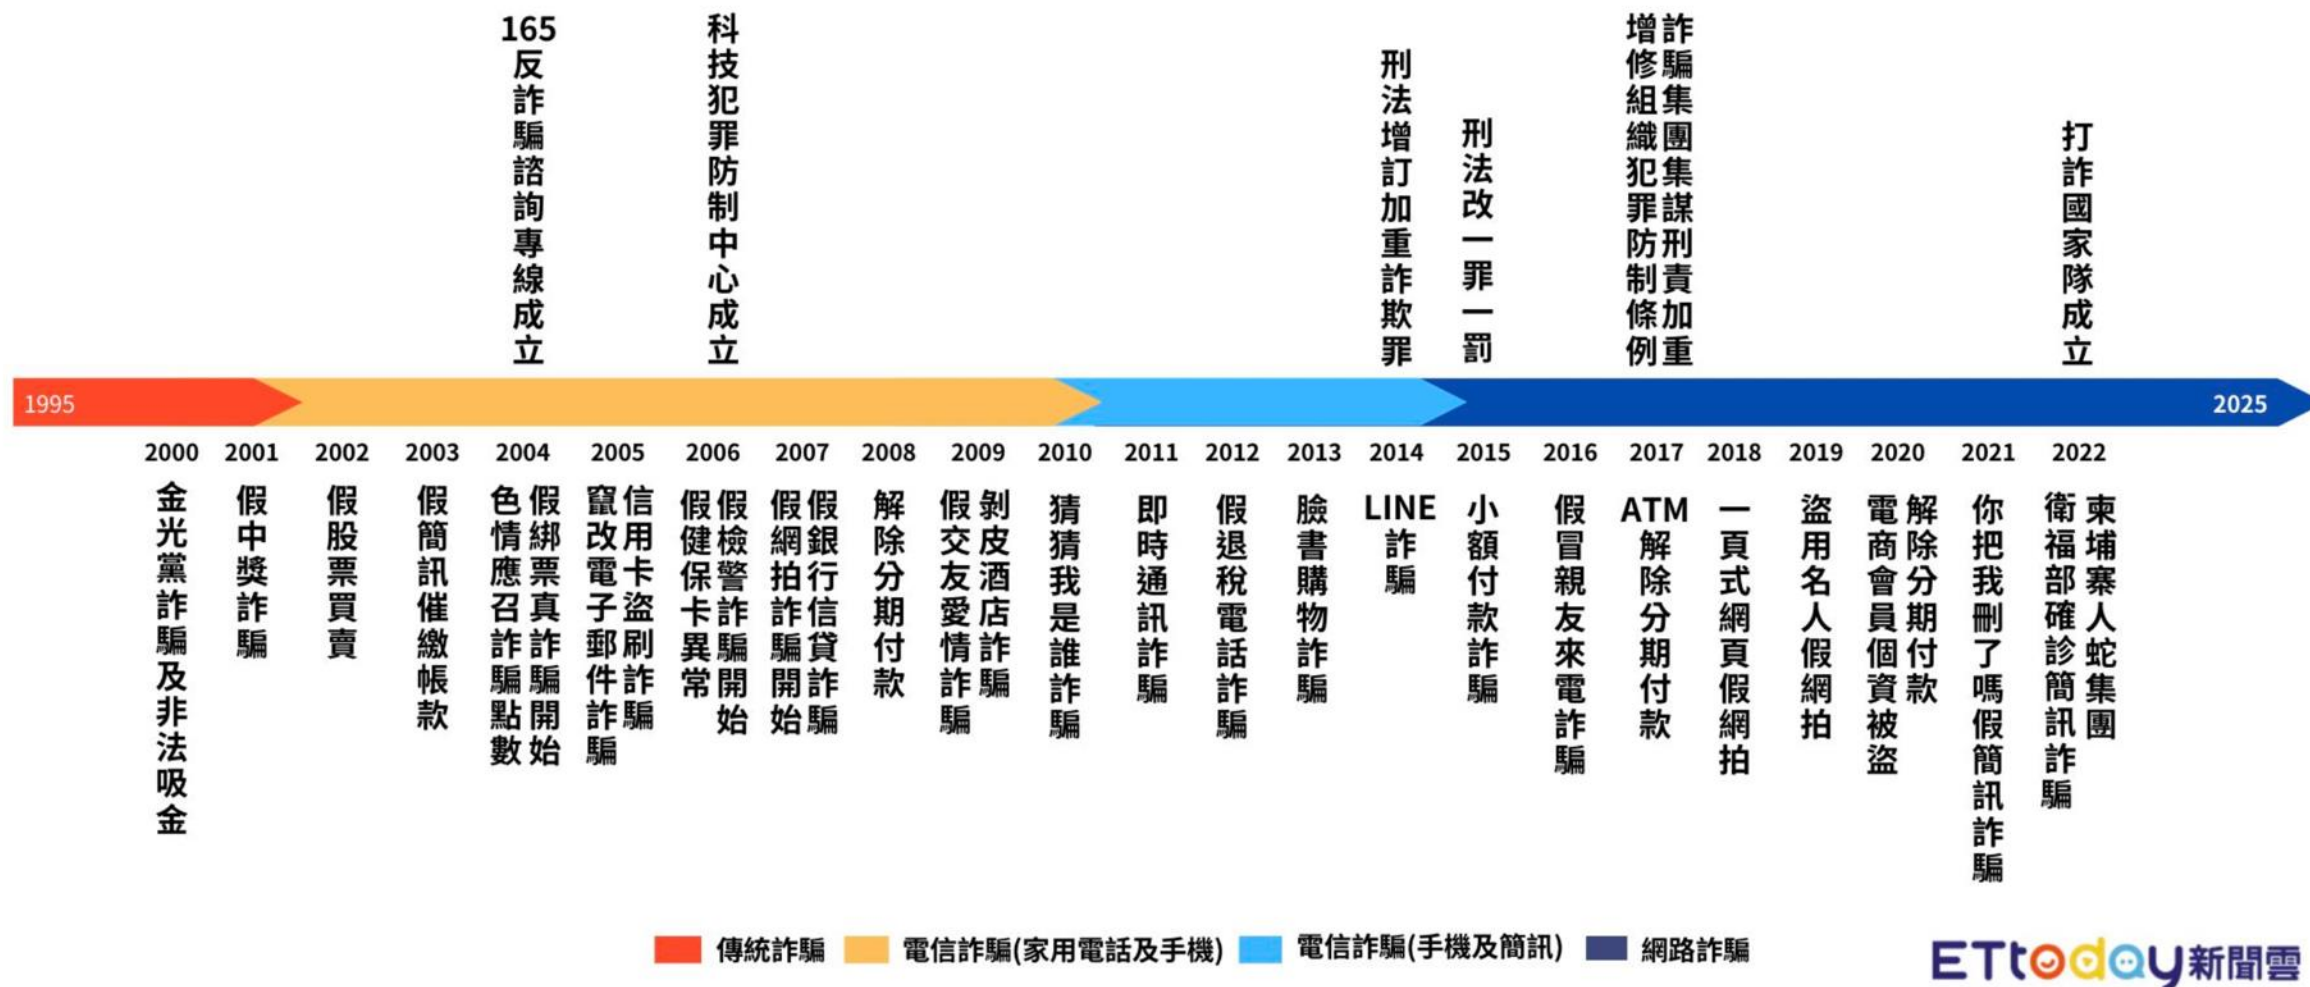 165反詐騙諮詢專線成立
科技犯罪防制中心成立
刑法增訂加重詐欺罪
刑法改一罪一罰
增修組織犯罪防制條例
詐騙集團集謀刑責加重
打詐國家隊成立
1995
2025
2000
2001
2002
2003
2004
2005
2006
2007
2008
2009
2010
2011
2012
2013
2014
2015
2016
2017
2018
2019
2020
2021
2022
金光黨詐騙及非法吸金
假中獎詐騙
假股票買賣
假簡訊催繳帳款
色情應召詐騙點數
假綁票真詐騙開始
竄改電子郵件詐騙
信用卡盜刷詐騙
假健保卡異常
假檢警詐騙開始
假網拍詐騙開始
假銀行信貸詐騙
解除分期付款
假交友愛情詐騙
剝皮酒店詐騙
猜猜我是誰詐騙
即時通訊詐騙
假退稅電話詐騙
臉書購物詐騙
LINE詐騙
小額付款詐騙
假冒親友來電詐騙
ATM解除分期付款
一頁式網頁假網拍
盜用名人假網拍
電商會員個資被盜
解除分期付款
你把我刪了嗎假簡訊詐騙
衛福部確診簡訊詐騙
柬埔寨人蛇集團
傳統詐騙
電信詐騙(家用電話及手機)
電信詐騙(手機及簡訊)
網路詐騙
ETtoday新聞雲